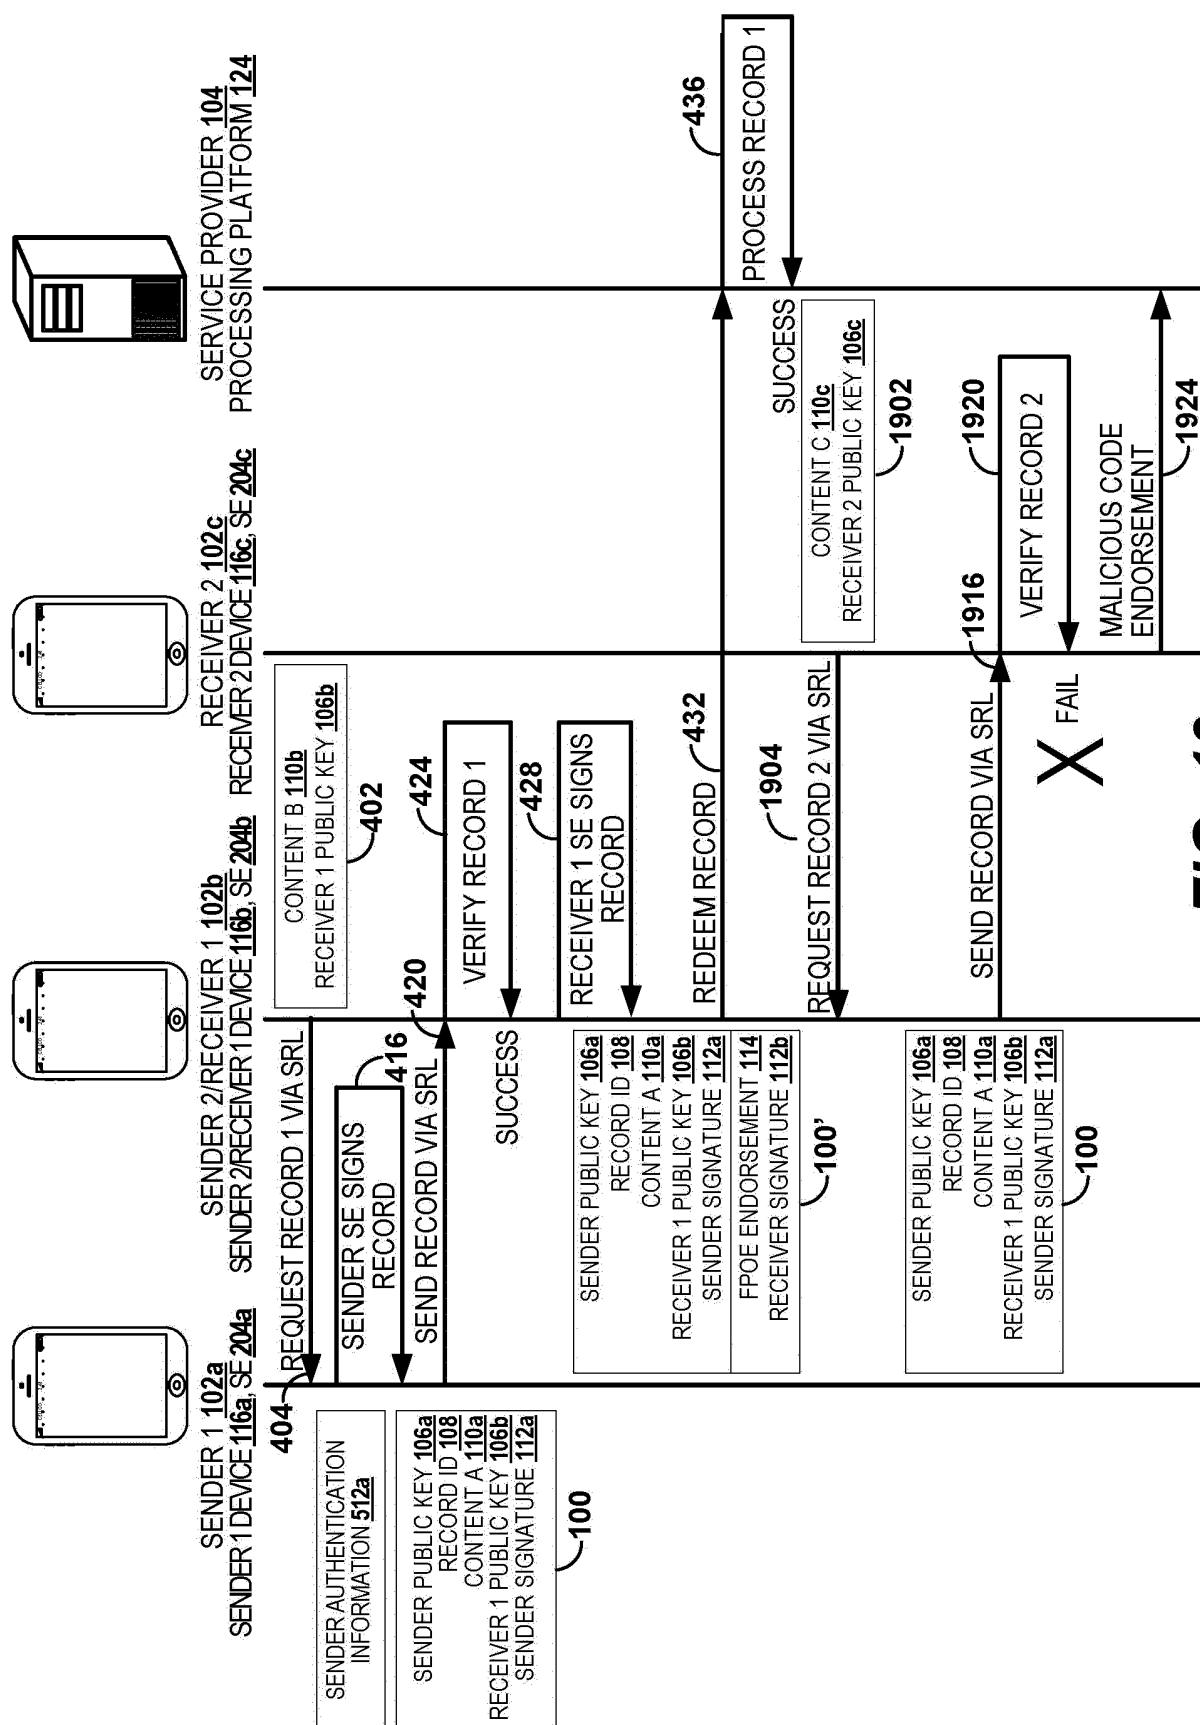 SENDER 1 102a
SENDER 1 DEVICE 116a, SE 204a
SENDER 2/RECEIVER 1 102b
SENDER 2/RECEIVER 1 DEVICE 116b, SE 204b
RECEIVER 2 102c
RECEIVER 2 DEVICE 116c, SE 204c
SERVICE PROVIDER 104
PROCESSING PLATFORM 124
CONTENT B 110b
RECEIVER 1 PUBLIC KEY 106b
402
REQUEST RECORD 1 VIA SRL
404
SENDER AUTHENTICATION
INFORMATION 512a
SENDER SE SIGNS
RECORD
416
SENDER PUBLIC KEY 106a
RECORD ID 108
CONTENT A 110a
RECEIVER 1 PUBLIC KEY 106b
SENDER SIGNATURE 112a
100
SEND RECORD VIA SRL
420
VERIFY RECORD 1
424
SUCCESS
RECEIVER 1 SE SIGNS
RECORD
428
SENDER PUBLIC KEY 106a
RECORD ID 108
CONTENT A 110a
RECEIVER 1 PUBLIC KEY 106b
SENDER SIGNATURE 112a
FPOE ENDORSEMENT 114
RECEIVER SIGNATURE 112b
100'
REDEEM RECORD
432
PROCESS RECORD 1
436
SUCCESS
CONTENT C 110c
RECEIVER 2 PUBLIC KEY 106c
1902
REQUEST RECORD 2 VIA SRL
1904
SENDER PUBLIC KEY 106a
RECORD ID 108
CONTENT A 110a
RECEIVER 1 PUBLIC KEY 106b
SENDER SIGNATURE 112a
100
SEND RECORD VIA SRL
1916
VERIFY RECORD 2
1920
X
FAIL
MALICIOUS CODE
ENDORSEMENT
1924